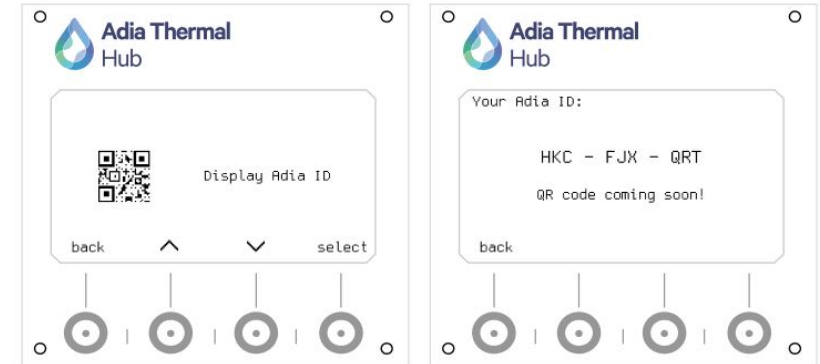 Adia Thermal
Hub
Display Adia ID
back
select
Adia Thermal
Hub
Your Adia ID:
HKC - FJX - QRT
QR code coming soon!
back